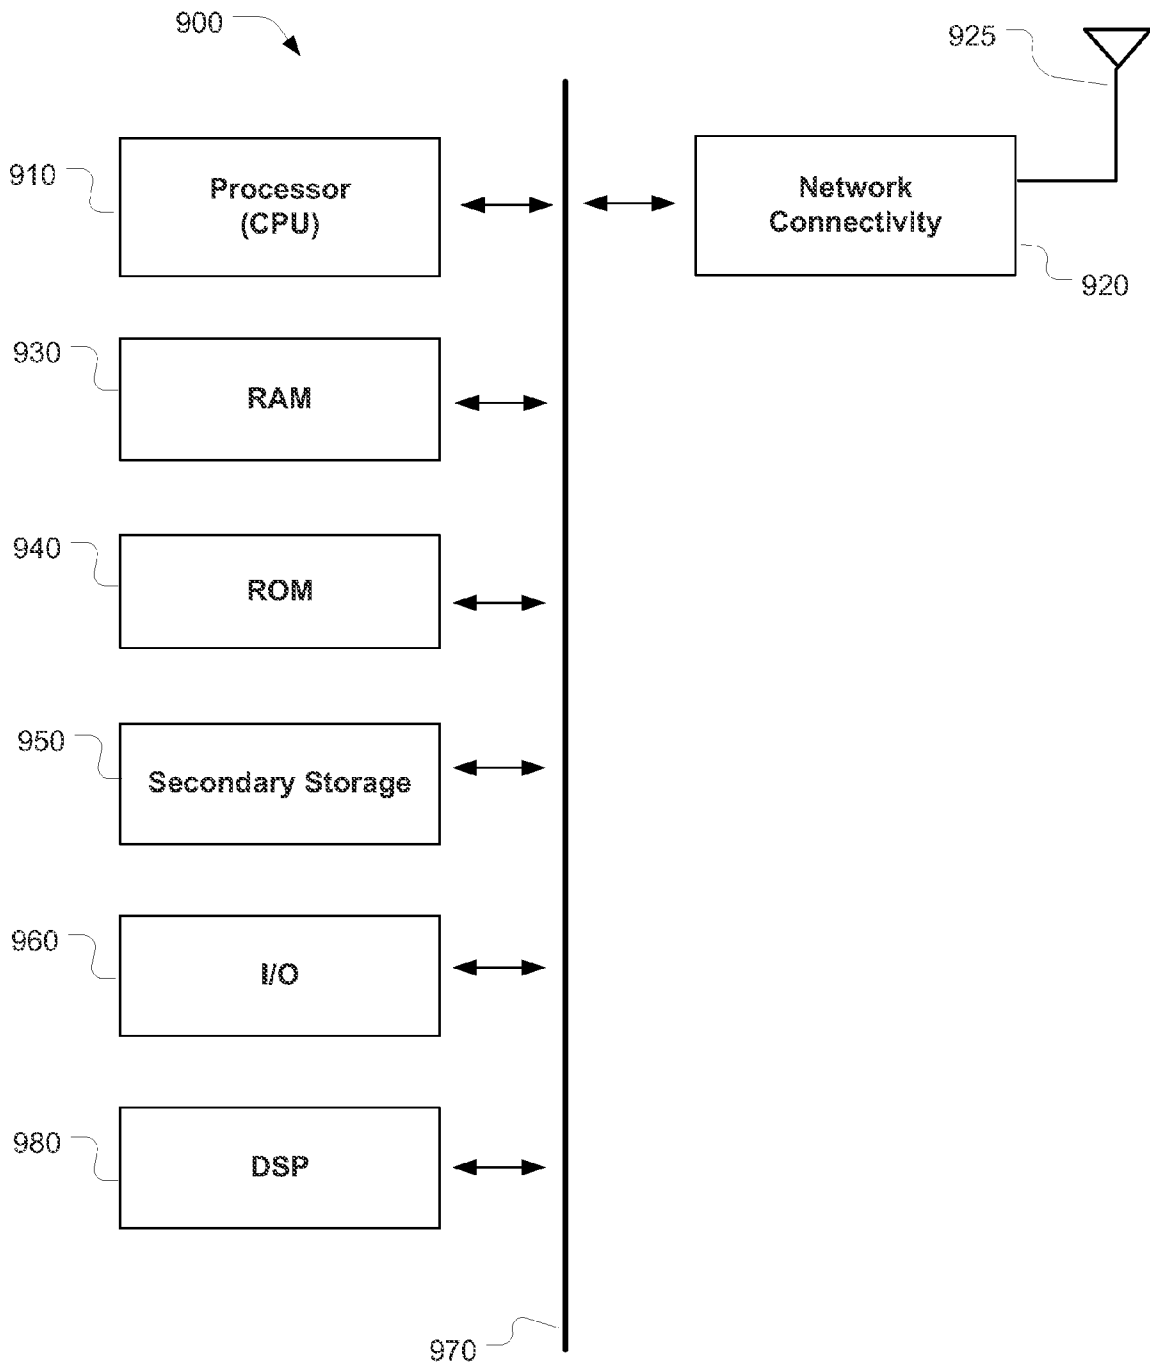 900
925
910
Processor
(CPU)
Network
Connectivity
920
930
RAM
940
ROM
950
Secondary Storage
960
I/O
980
DSP
970